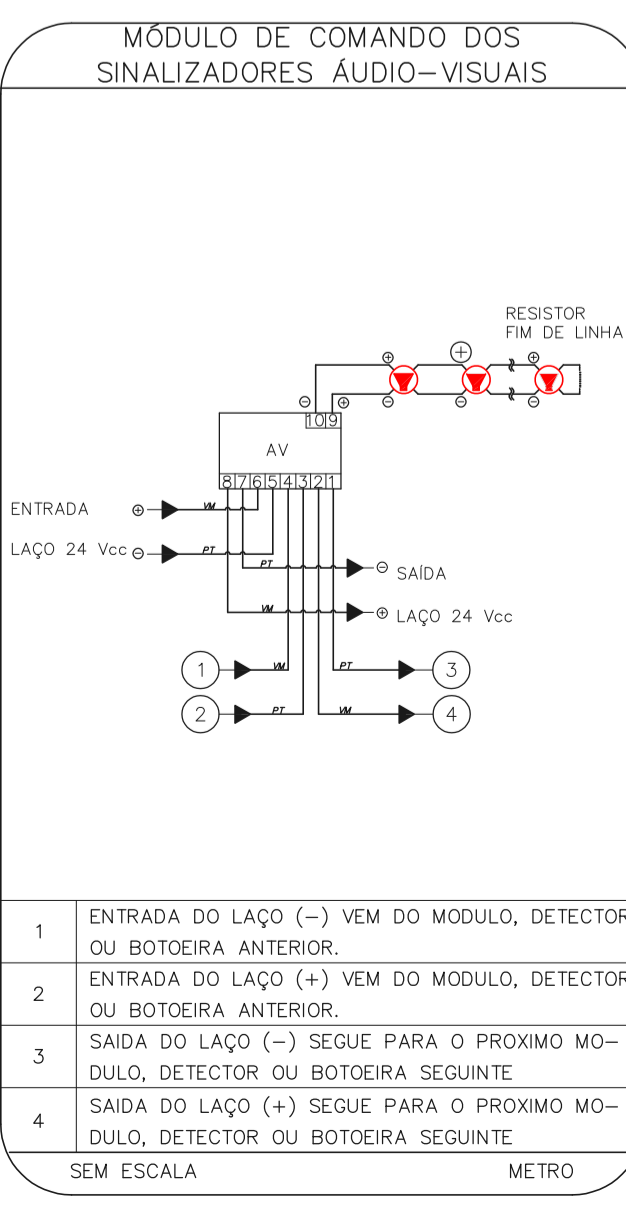 MÓDULO DE COMANDO DOS
SINALIZADORES ÁUDIO–VISUAIS
RESISTOR
FIM DE LINHA
⊕ ⊕ ⊕
⊖ ⊖ ⊖
⊖ ⊕
10 9
AV
8 7 6 5 4 3 2 1
ENTRADA ⊕ VM
LAÇO 24 Vcc ⊖ PT
PT ⊖ SAÍDA
VM ⊕ LAÇO 24 Vcc
1 VM PT 3
2 PT VM 4
1 ENTRADA DO LAÇO (–) VEM DO MODULO, DETECTOR
OU BOTOEIRA ANTERIOR.
2 ENTRADA DO LAÇO (+) VEM DO MODULO, DETECTOR
OU BOTOEIRA ANTERIOR.
3 SAIDA DO LAÇO (–) SEGUE PARA O PROXIMO MO–
DULO, DETECTOR OU BOTOEIRA SEGUINTE
4 SAIDA DO LAÇO (+) SEGUE PARA O PROXIMO MO–
DULO, DETECTOR OU BOTOEIRA SEGUINTE
SEM ESCALA METRO